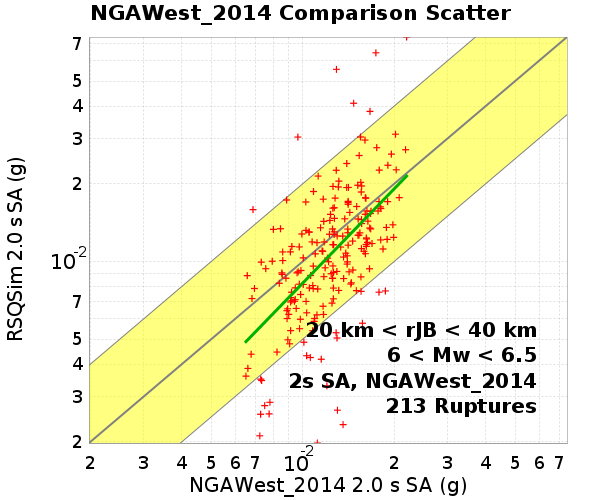 NGAWest_2014 Comparison Scatter
7
5
4
3
2
10-2
7
5
4
3
2
RSQSim 2.0 s SA (g)
20 km < rJB < 40 km
6 < Mw < 6.5
2s SA, NGAWest_2014
213 Ruptures
2 3 4 5 6 7 10-2 2 3 4 5 6 7
NGAWest_2014 2.0 s SA (g)